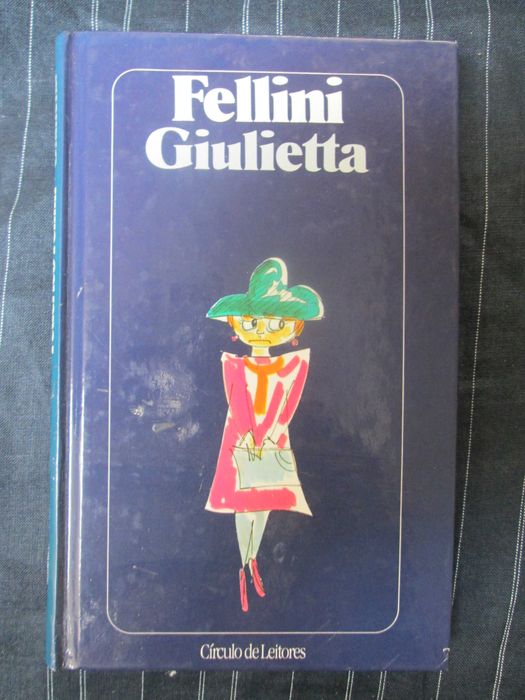 Fellini
Giulietta
Círculo de Leitores